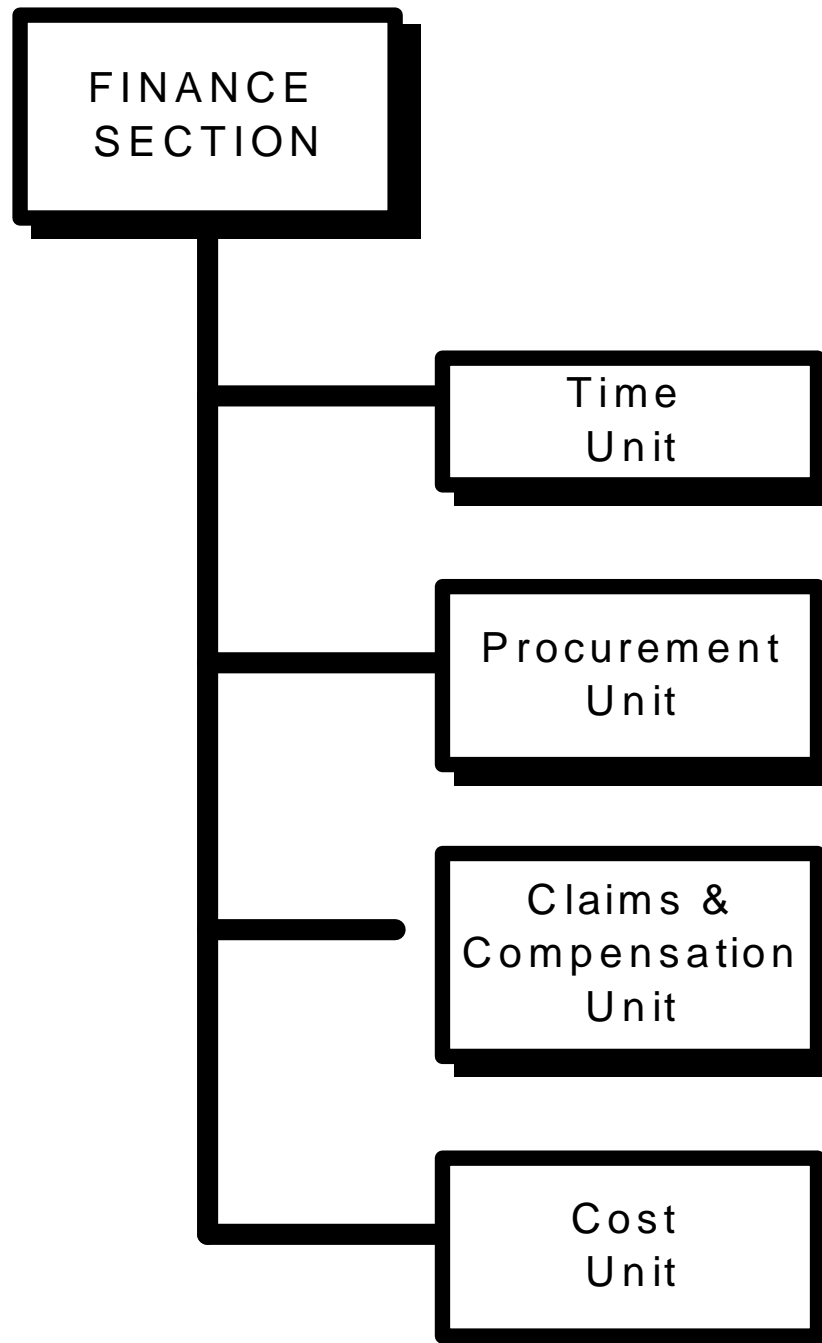 FINANCE
SECTION
Time
Unit
Procurement
Unit
Claims &
Compensation
Unit
Cost
Unit